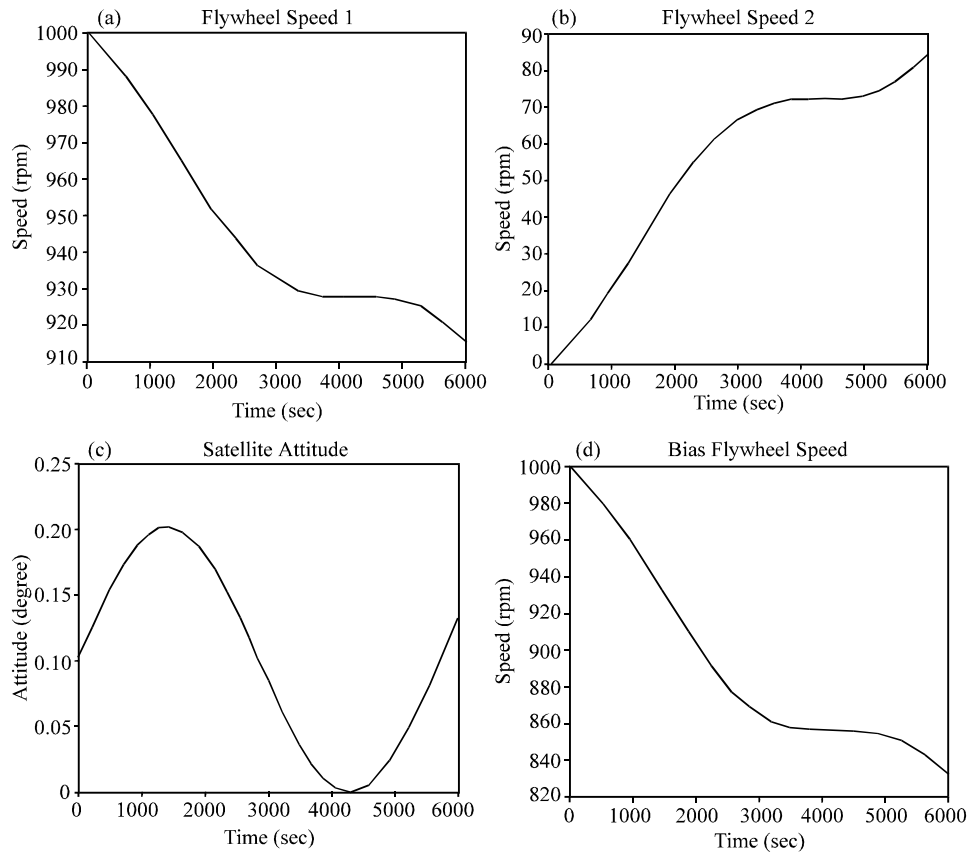 (a) Flywheel Speed 1
1000
990
980
970
960
950
940
930
920
910
Speed (rpm)
0 1000 2000 3000 4000 5000 6000
Time (sec)
(b) Flywheel Speed 2
90
80
70
60
50
40
30
20
10
0
Speed (rpm)
0 1000 2000 3000 4000 5000 6000
Time (sec)
(c) Satellite Attitude
0.25
0.20
0.15
0.10
0.05
0
Attitude (degree)
0 1000 2000 3000 4000 5000 6000
Time (sec)
(d) Bias Flywheel Speed
1000
980
960
940
920
900
880
860
840
820
Speed (rpm)
0 1000 2000 3000 4000 5000 6000
Time (sec)